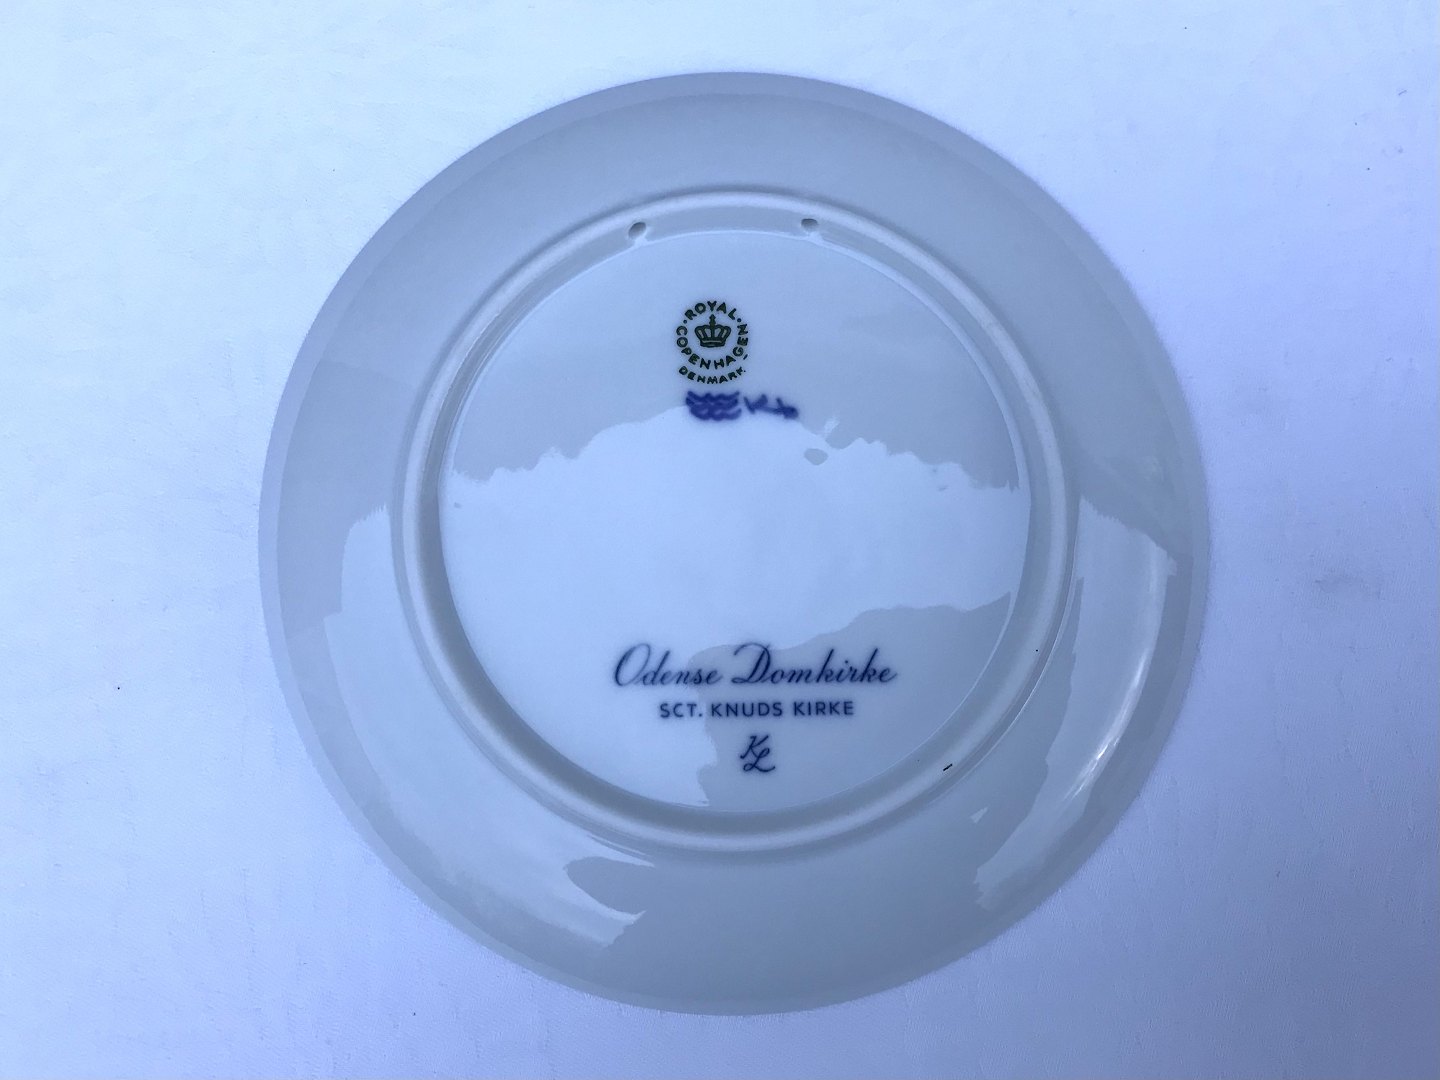 ROYAL COPENHAGEN
DENMARK
Odense Domkirke
SCT. KNUDS KIRKE
KL